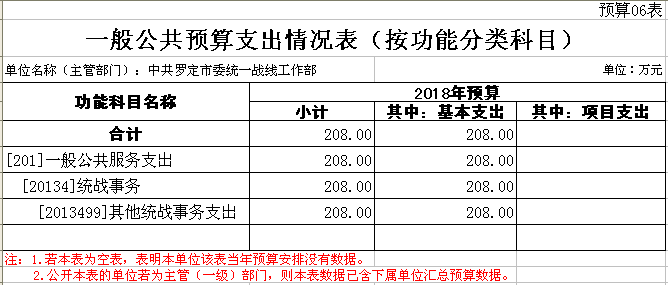 预算06表
一般公共预算支出情况表（按功能分类科目）
单位名称（主管部门）：中共罗定市委统一战线工作部 单位：万元
功能科目名称 2018年预算
小计 其中：基本支出 其中：项目支出
合计 208.00 208.00
[201]一般公共服务支出 208.00 208.00
[20134]统战事务 208.00 208.00
[2013499]其他统战事务支出 208.00 208.00
注：1.若本表为空表，表明本单位该表当年预算安排没有数据。
2.公开本表的单位若为主管（一级）部门，则本表数据已含下属单位汇总预算数据。